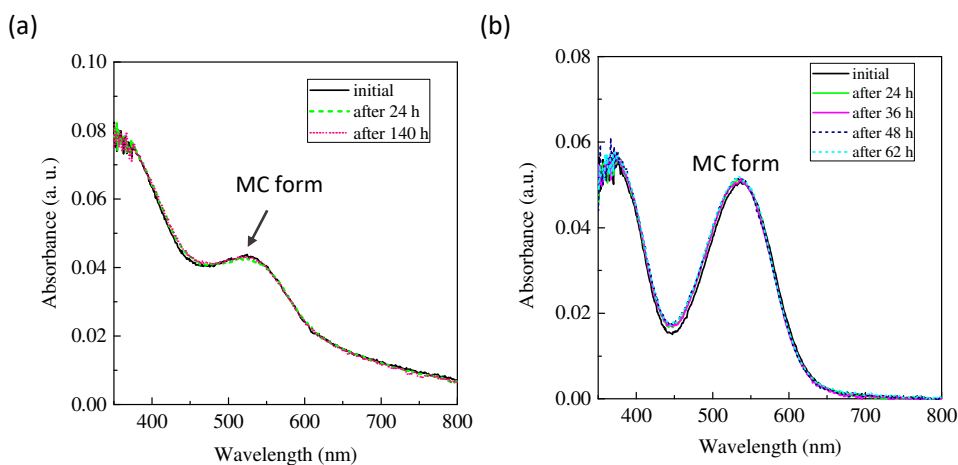 (a)
(b)
0.10
0.08
0.06
0.04
0.02
0.00
Absorbance (a. u.)
initial
after 24 h
after 140 h
MC form
400 500 600 700 800
Wavelength (nm)
0.08
0.06
0.04
0.02
0.00
Absorbance (a.u.)
initial
after 24 h
after 36 h
after 48 h
after 62 h
MC form
400 500 600 700 800
Wavelength (nm)